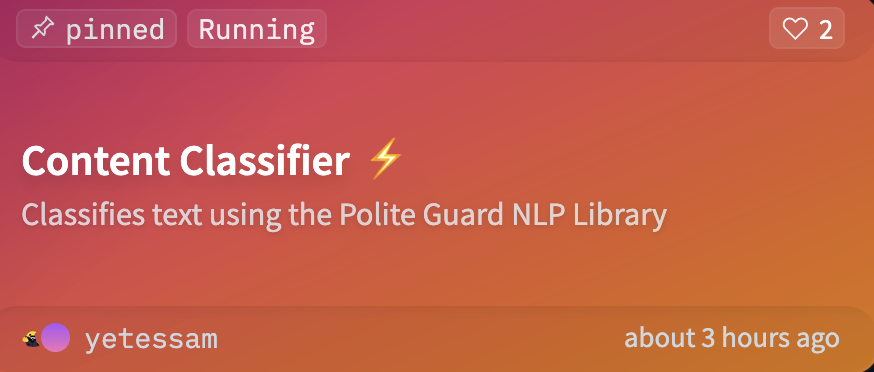 pinned Running 2
Content Classifier ⚡
Classifies text using the Polite Guard NLP Library
yetessam about 3 hours ago